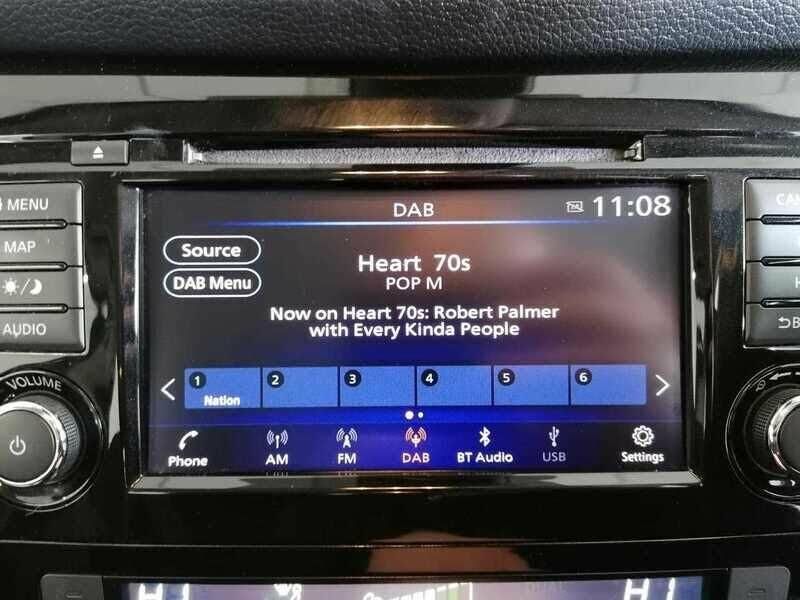 DAB
11:08
MENU
MAP
AUDIO
VOLUME
Source
DAB Menu
Heart 70s
POP M
Now on Heart 70s: Robert Palmer
with Every Kinda People
1 2 3 4 5 6
Nation
Phone AM FM DAB BT Audio USB Settings
HI HI